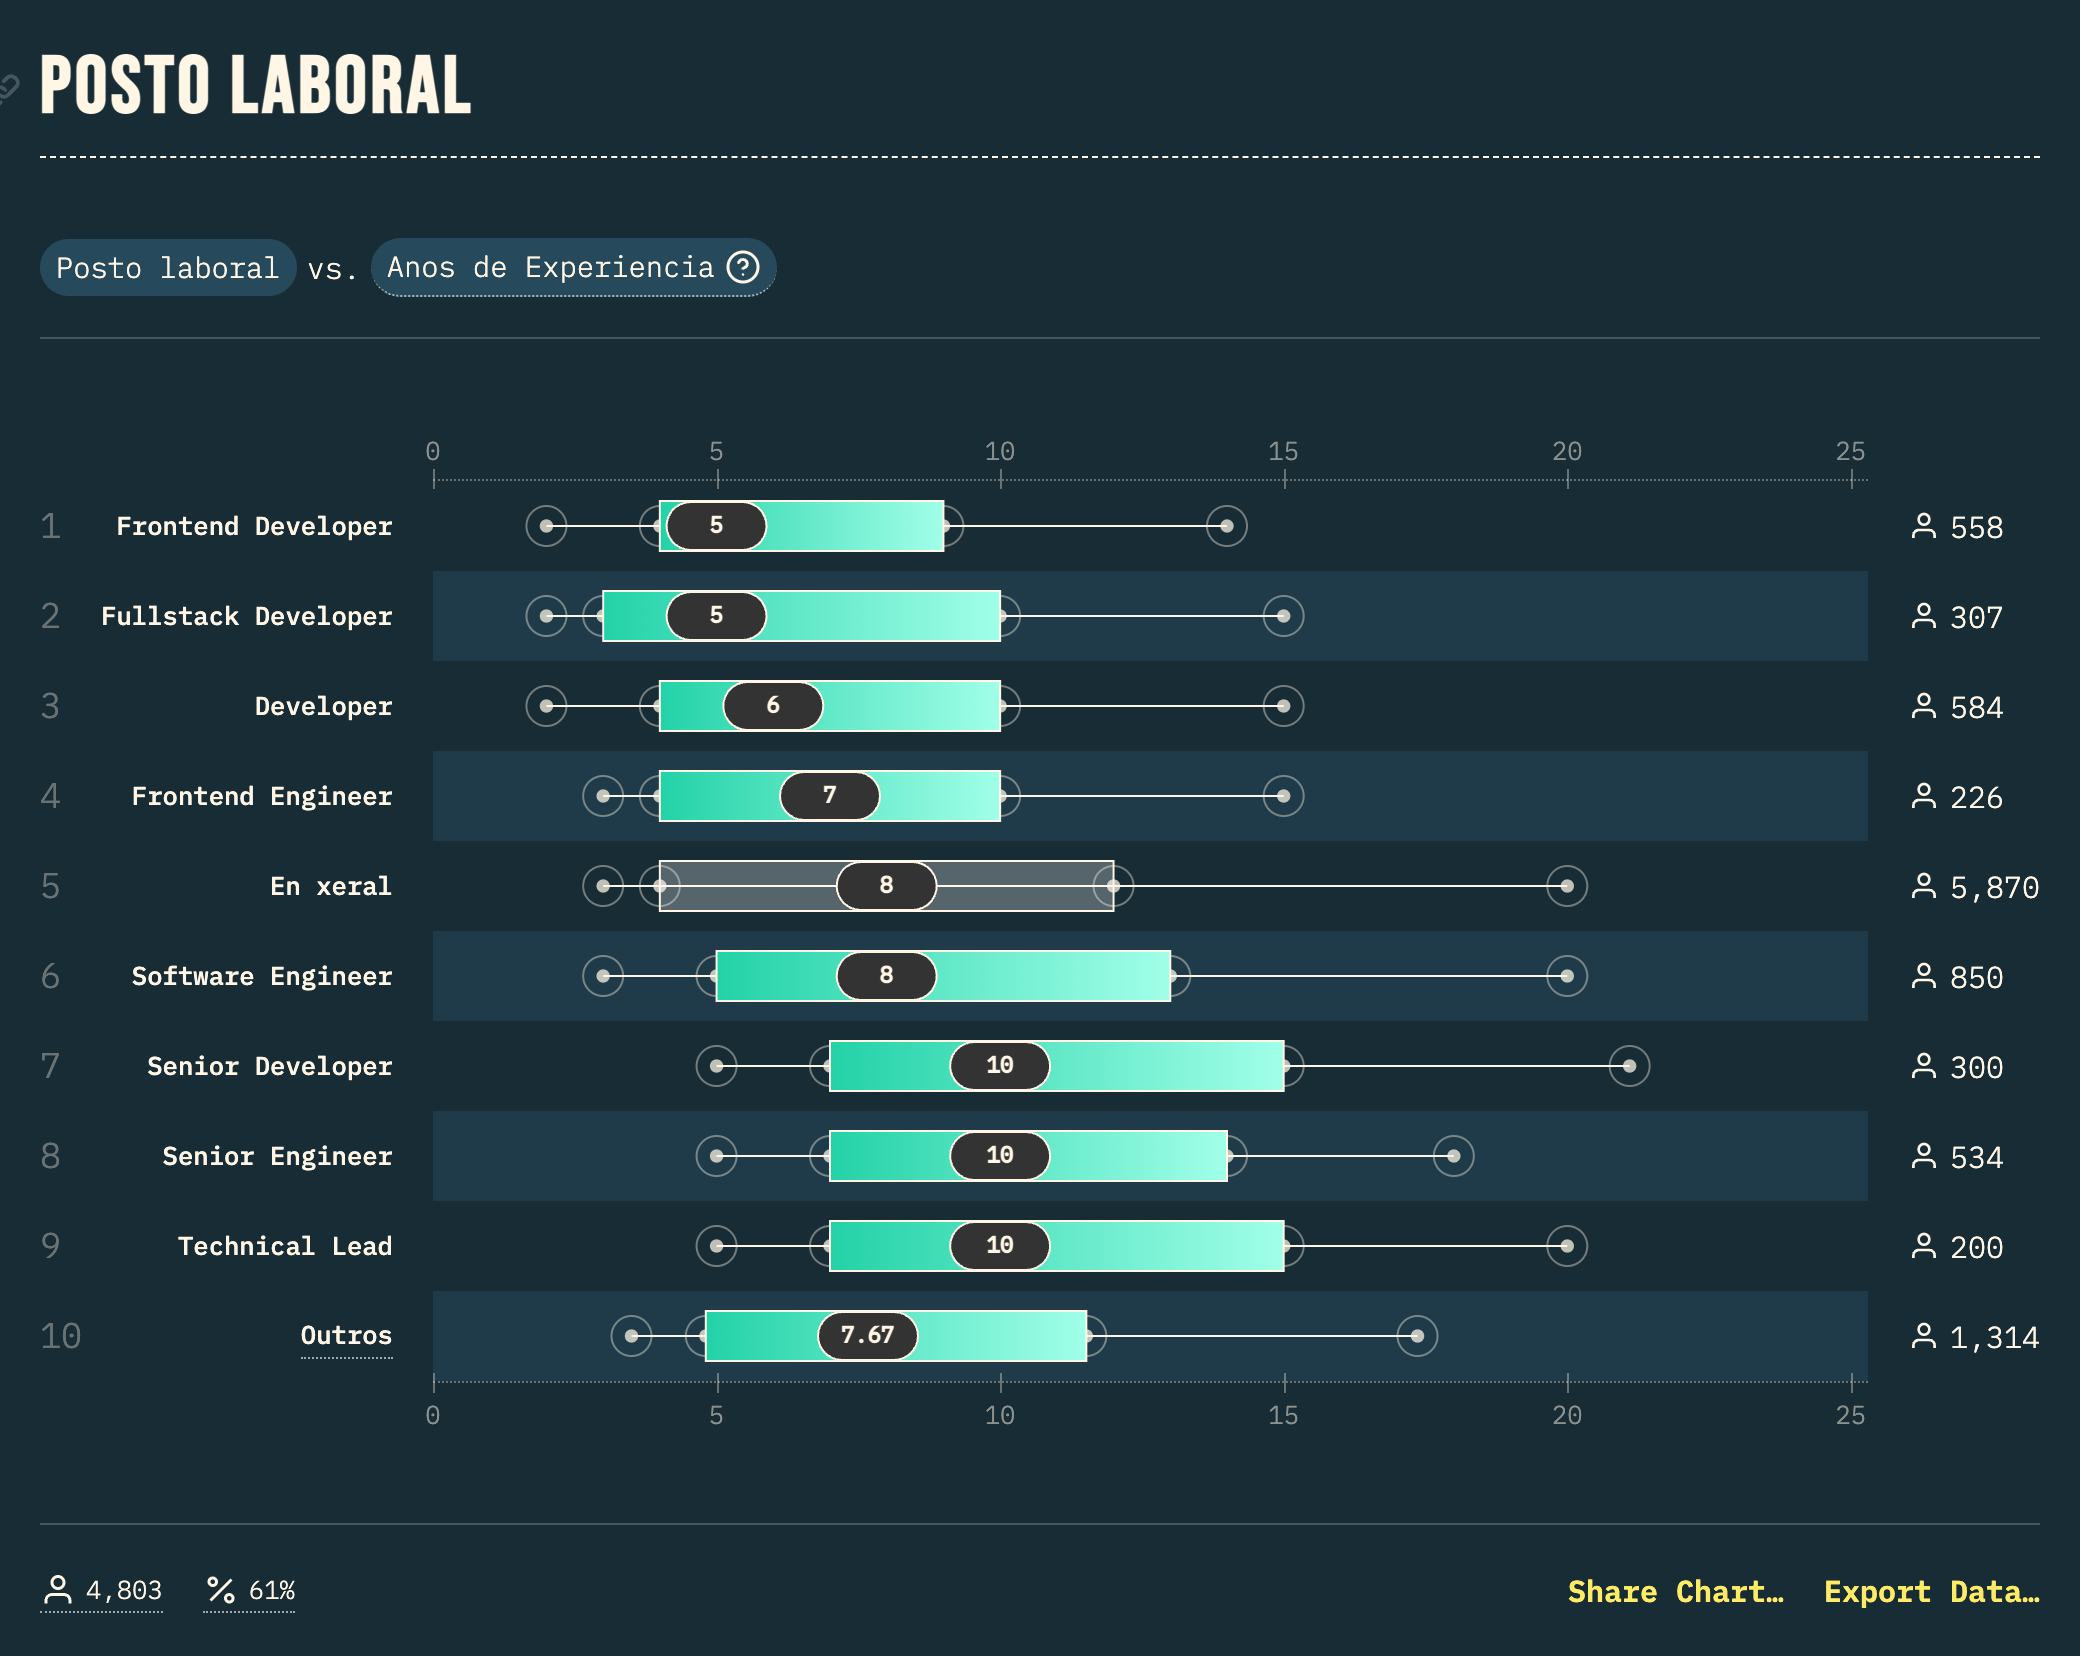 POSTO LABORAL
Posto laboral vs. Anos de Experiencia ?
0 5 10 15 20 25
1 Frontend Developer 5 558
2 Fullstack Developer 5 307
3 Developer 6 584
4 Frontend Engineer 7 226
5 En xeral 8 5,870
6 Software Engineer 8 850
7 Senior Developer 10 300
8 Senior Engineer 10 534
9 Technical Lead 10 200
10 Outros 7.67 1,314
0 5 10 15 20 25
4,803 % 61% Share Chart… Export Data…